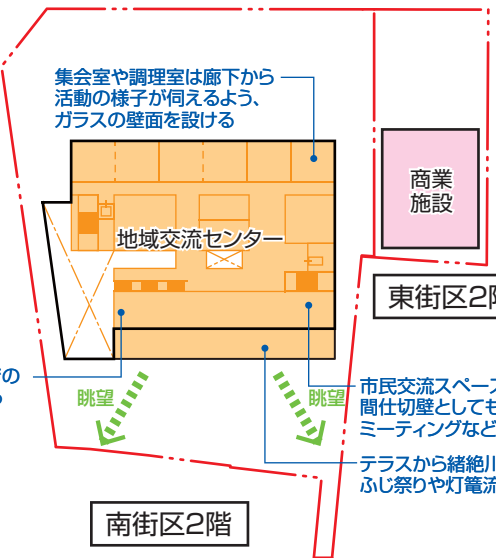 集会室や調理室は廊下から
活動の様子が伺えるよう、
ガラスの壁面を設ける
商業
施設
地域交流センター
東街区2階
の
眺望
眺望
市民交流スペース
間仕切壁としても
ミーティングなど
テラスから緒絶川
ふじ祭りや灯篭流
南街区2階